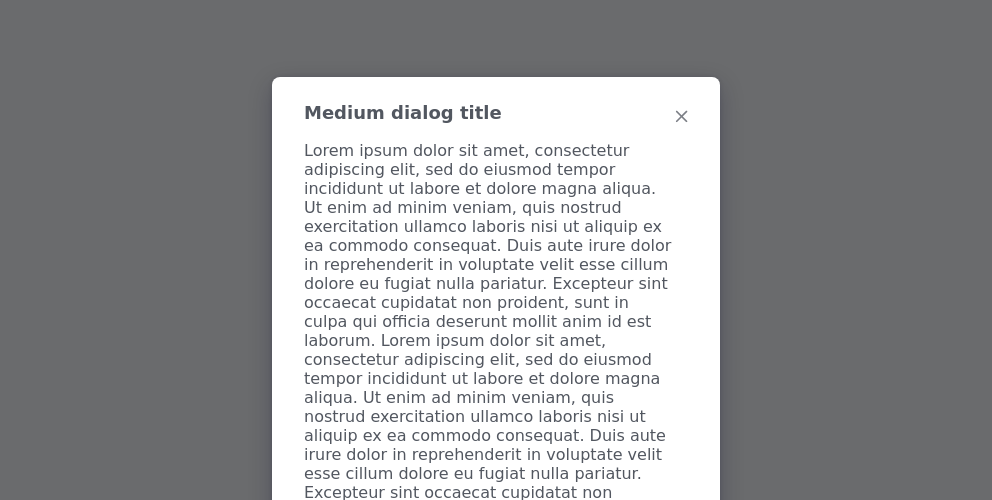 Medium dialog title
Lorem ipsum dolor sit amet, consectetur
adipiscing elit, sed do eiusmod tempor
incididunt ut labore et dolore magna aliqua.
Ut enim ad minim veniam, quis nostrud
exercitation ullamco laboris nisi ut aliquip ex
ea commodo consequat. Duis aute irure dolor
in reprehenderit in voluptate velit esse cillum
dolore eu fugiat nulla pariatur. Excepteur sint
occaecat cupidatat non proident, sunt in
culpa qui officia deserunt mollit anim id est
laborum. Lorem ipsum dolor sit amet,
consectetur adipiscing elit, sed do eiusmod
tempor incididunt ut labore et dolore magna
aliqua. Ut enim ad minim veniam, quis
nostrud exercitation ullamco laboris nisi ut
aliquip ex ea commodo consequat. Duis aute
irure dolor in reprehenderit in voluptate velit
esse cillum dolore eu fugiat nulla pariatur.
Excepteur sint occaecat cupidatat non